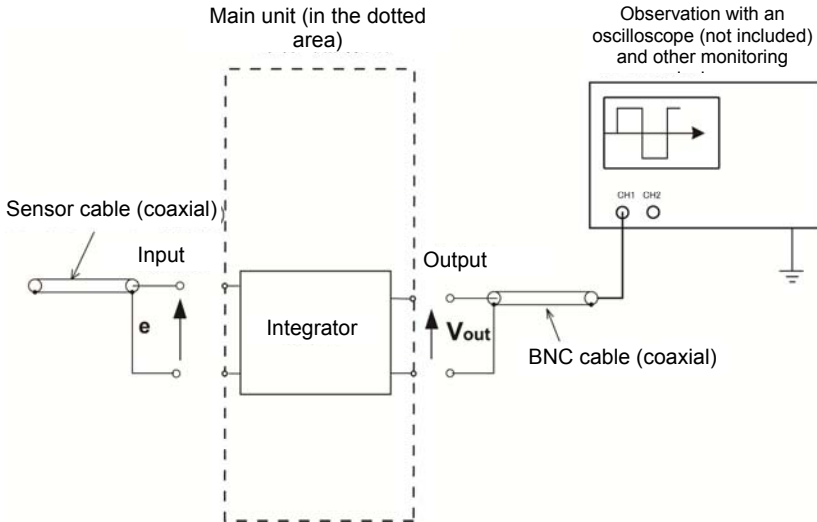 Main unit (in the dotted
area)
Observation with an
oscilloscope (not included)
and other monitoring
CH1 CH2
Sensor cable (coaxial)
Input
Output
e
Integrator
Vout
BNC cable (coaxial)